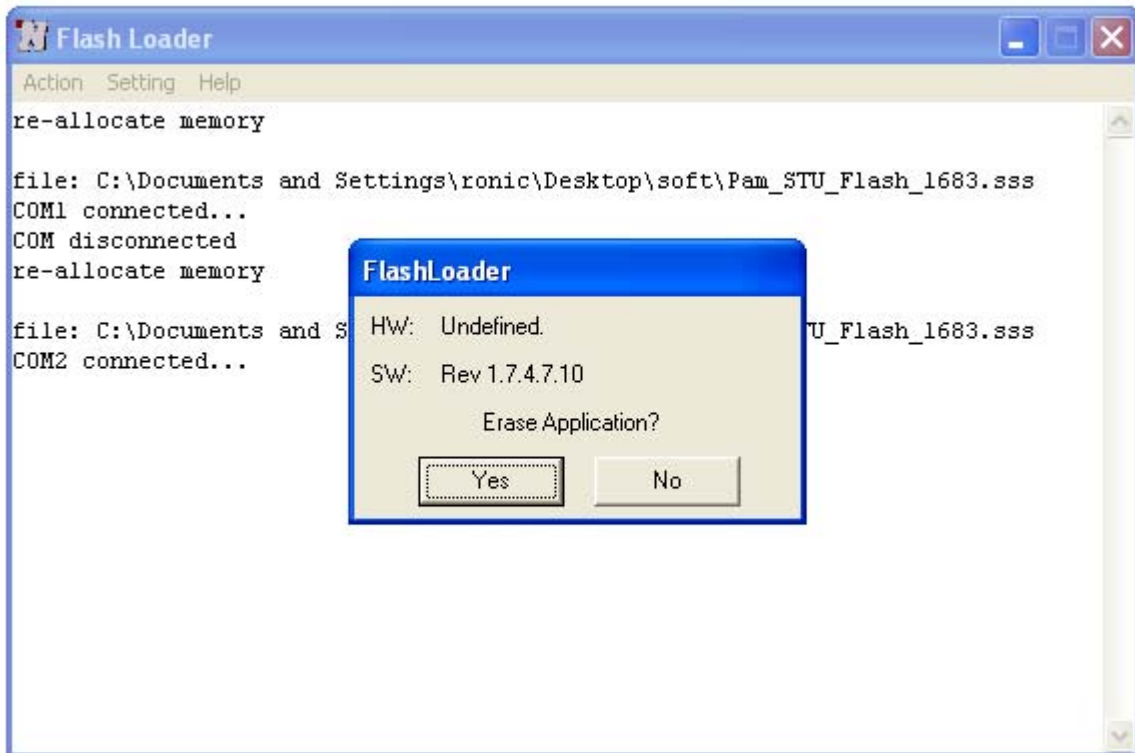 Flash Loader
Action Setting Help
re-allocate memory
file: C:\Documents and Settings\ronic\Desktop\soft\Pam_STU_Flash_1683.sss
COM1 connected...
COM disconnected
re-allocate memory
file: C:\Documents and S TU_Flash_1683.sss
COM2 connected...
FlashLoader
HW: Undefined.
SW: Rev 1.7.4.7.10
Erase Application?
Yes No